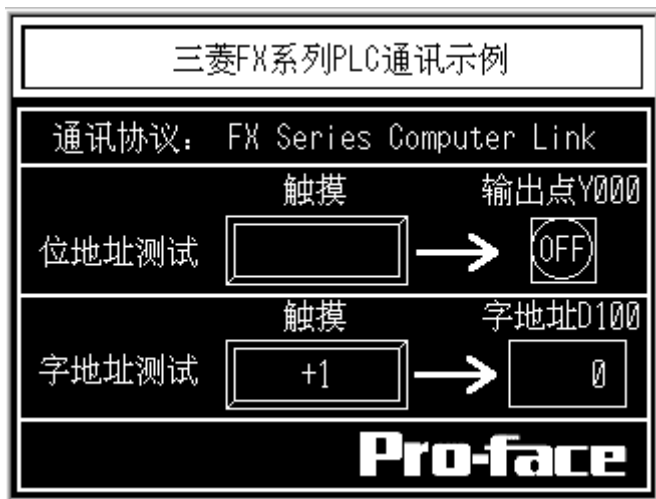 三菱FX系列PLC通讯示例
通讯协议： FX Series Computer Link
触摸 输出点Y000
位地址测试 OFF
触摸 字地址D100
字地址测试 +1 0
Pro-face